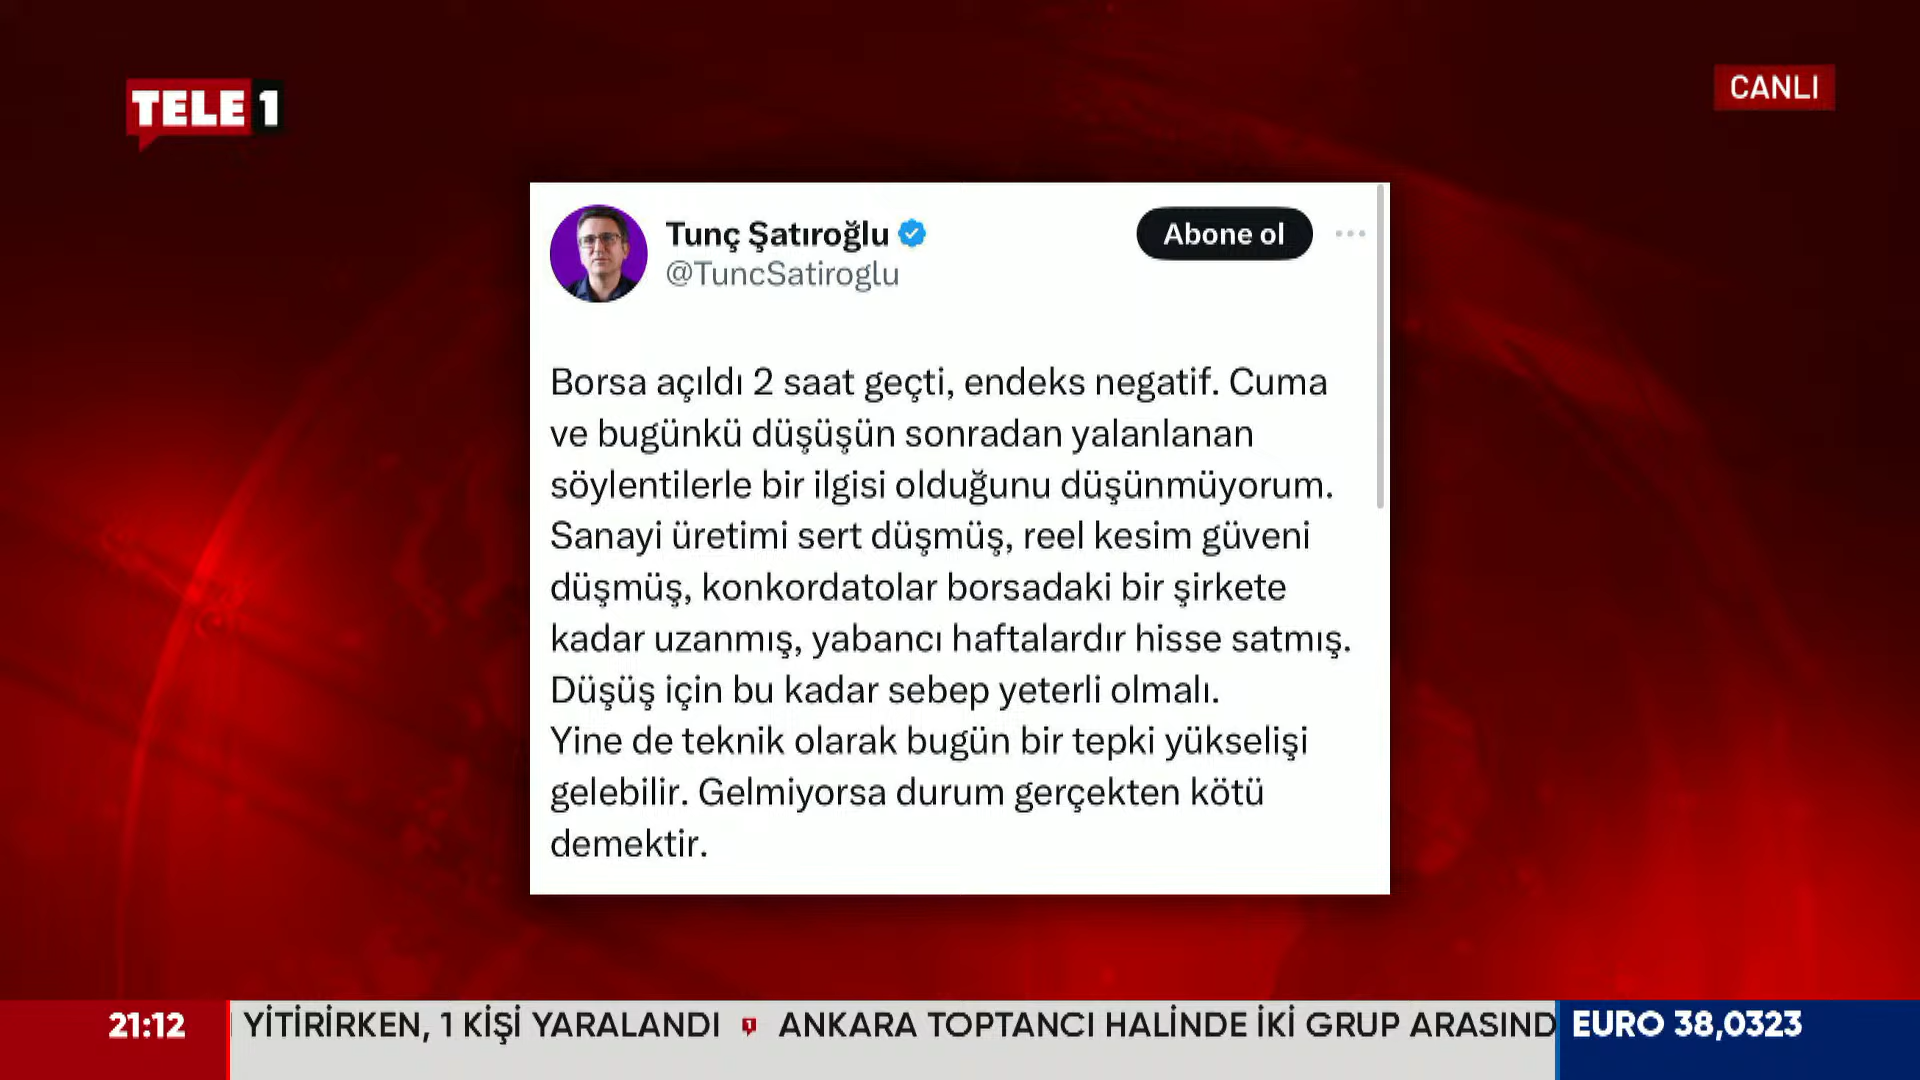 TELE 1
CANLI
Tunç Şatıroğlu
Abone ol
@TuncSatiroglu
Borsa açıldı 2 saat geçti, endeks negatif. Cuma
ve bugünkü düşüşün sonradan yalanlanan
söylentilerle bir ilgisi olduğunu düşünmüyorum.
Sanayi üretimi sert düşmüş, reel kesim güveni
düşmüş, konkordatolar borsadaki bir şirkete
kadar uzanmış, yabancı haftalardır hisse satmış.
Düşüş için bu kadar sebep yeterli olmalı.
Yine de teknik olarak bugün bir tepki yükselişi
gelebilir. Gelmiyorsa durum gerçekten kötü
demektir.
21:12
YİTİRİRKEN, 1 KİŞİ YARALANDI 1 ANKARA TOPTANCI HALİNDE İKİ GRUP ARASIND
EURO 38,0323